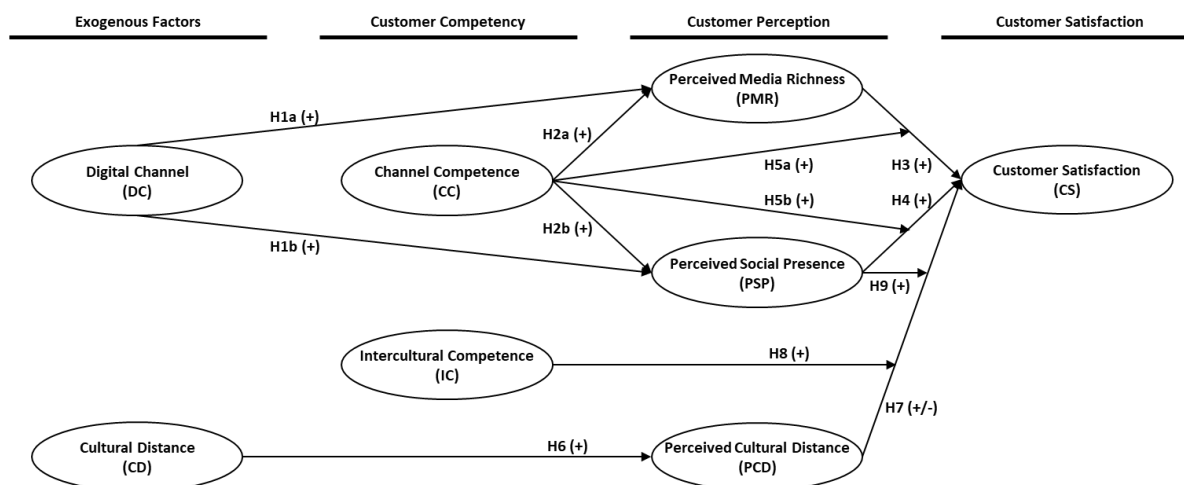 Exogenous Factors
Customer Competency
Customer Perception
Customer Satisfaction
Perceived Media Richness
(PMR)
H1a (+)
H2a (+)
Digital Channel
(DC)
Channel Competence
(CC)
H5a (+)
H3 (+)
Customer Satisfaction
(CS)
H5b (+)
H4 (+)
H2b (+)
H1b (+)
Perceived Social Presence
(PSP)
H9 (+)
Intercultural Competence
(IC)
H8 (+)
H7 (+/-)
Cultural Distance
(CD)
H6 (+)
Perceived Cultural Distance
(PCD)